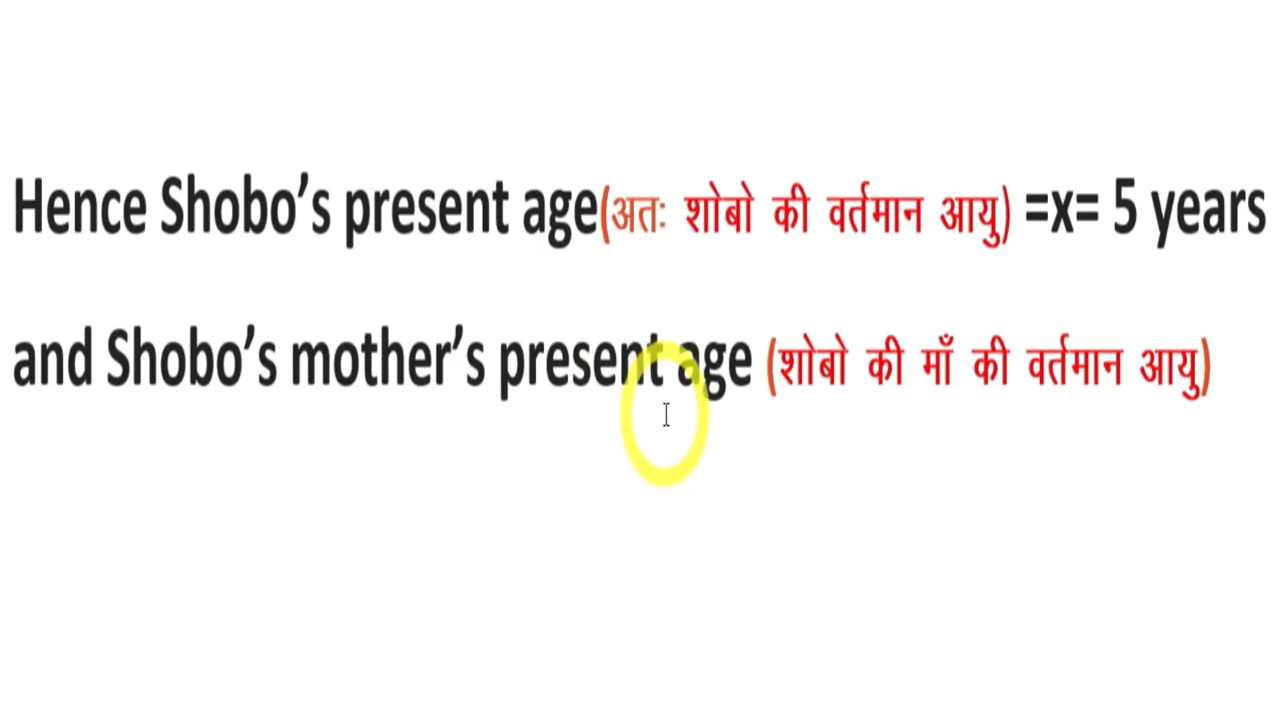 Hence Shobo’s present age(अतः शोबो की वर्तमान आयु) =x= 5 years
and Shobo’s mother’s present age (शोबो की माँ की वर्तमान आयु)